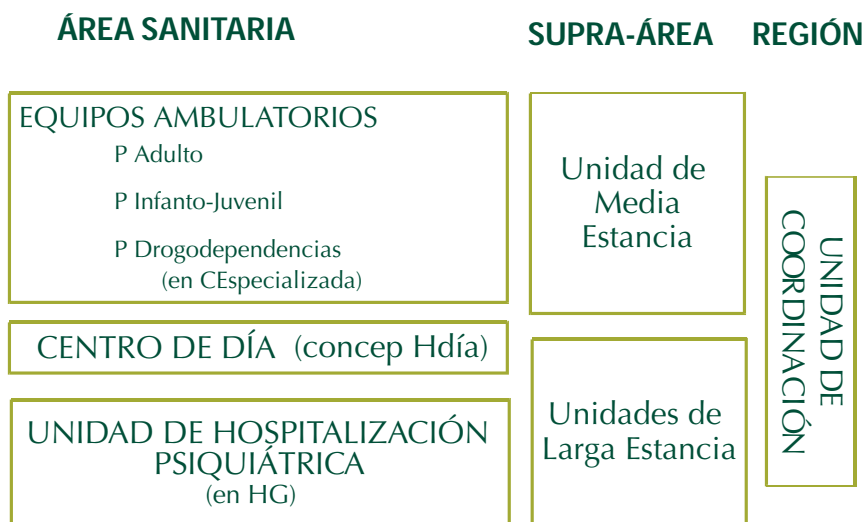 ÁREA SANITARIA
SUPRA-ÁREA
REGIÓN
EQUIPOS AMBULATORIOS
P Adulto
P Infanto-Juvenil
P Drogodependencias
(en CEspecializada)
CENTRO DE DÍA (concep Hdía)
UNIDAD DE HOSPITALIZACIÓN
PSIQUIÁTRICA
(en HG)
Unidad de
Media
Estancia
Unidades de
Larga Estancia
UNIDAD DE
COORDINACIÓN